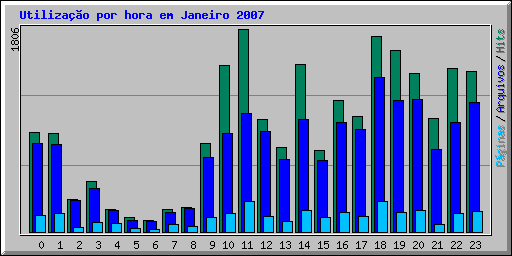 Utilização por hora em Janeiro 2007
1806
Páginas / Arquivos / Hits
0 1 2 3 4 5 6 7 8 9 10 11 12 13 14 15 16 17 18 19 20 21 22 23